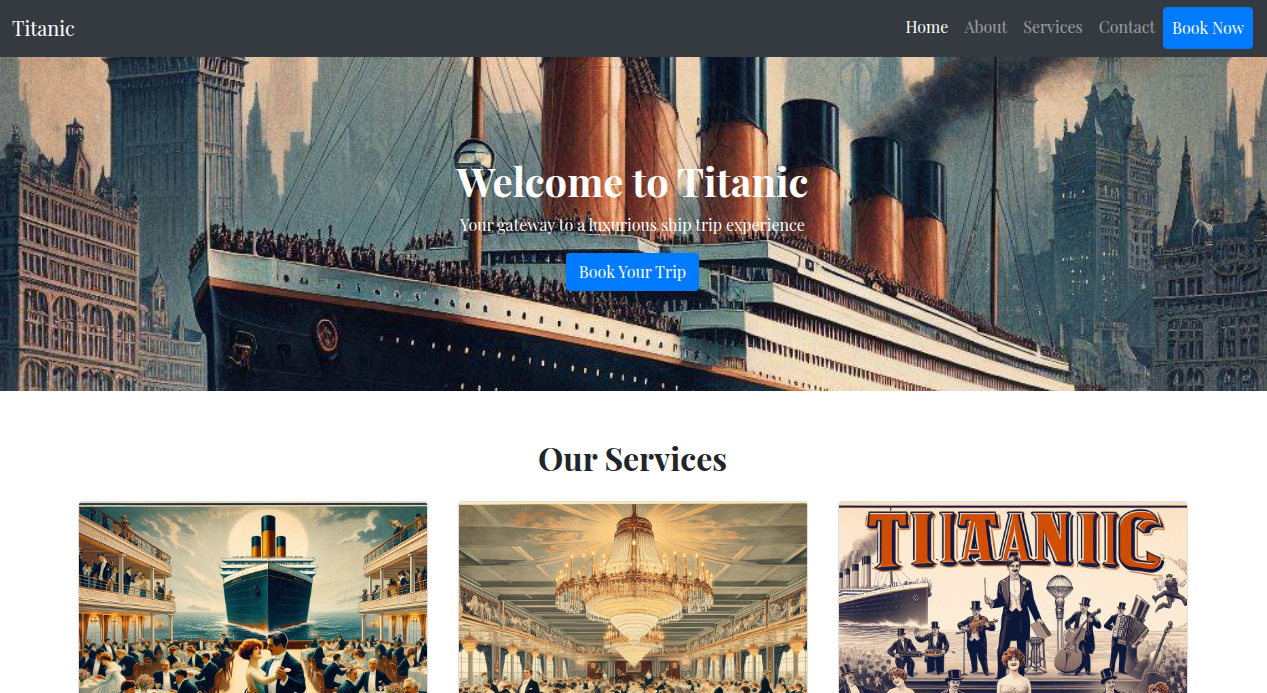 Titanic
Home About Services Contact Book Now
Welcome to Titanic
Your gateway to a luxurious ship trip experience
Book Your Trip
Our Services
TIITANIIC